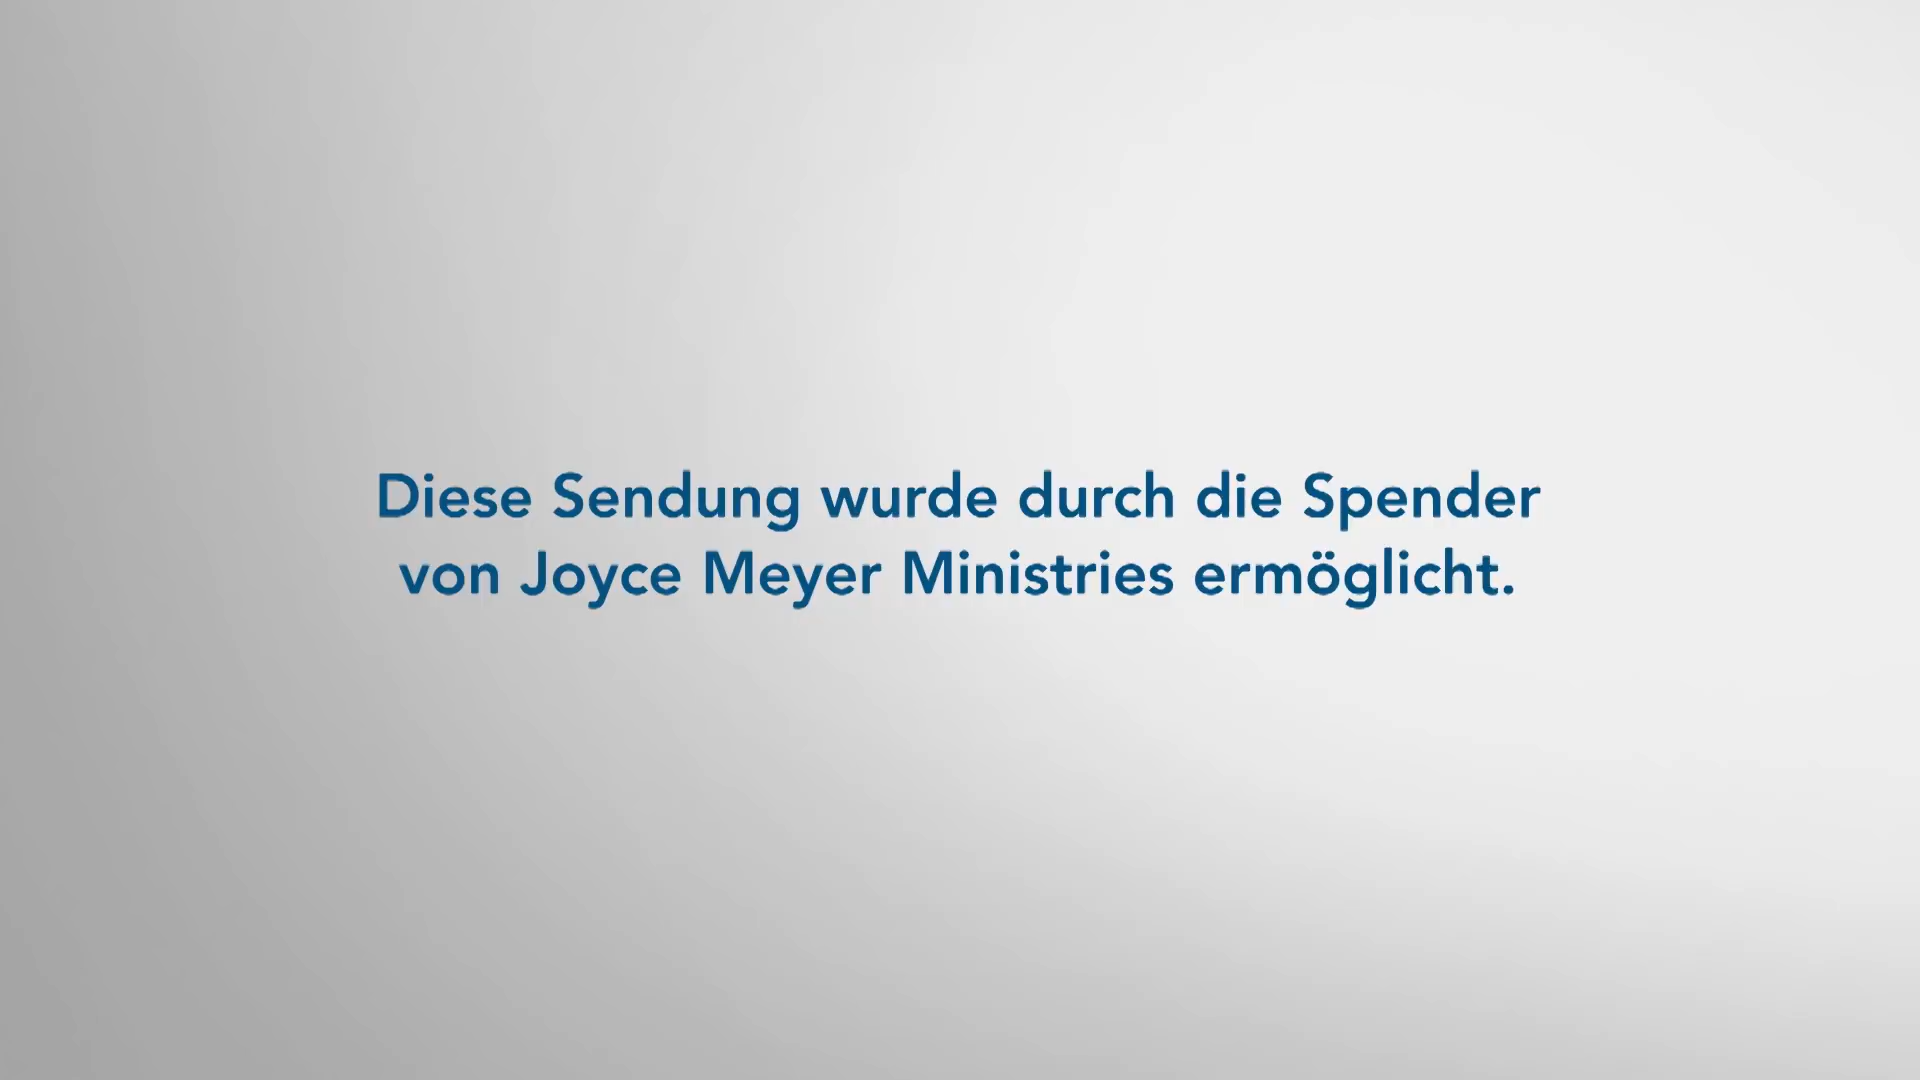 Diese Sendung wurde durch die Spender
von Joyce Meyer Ministries ermöglicht.